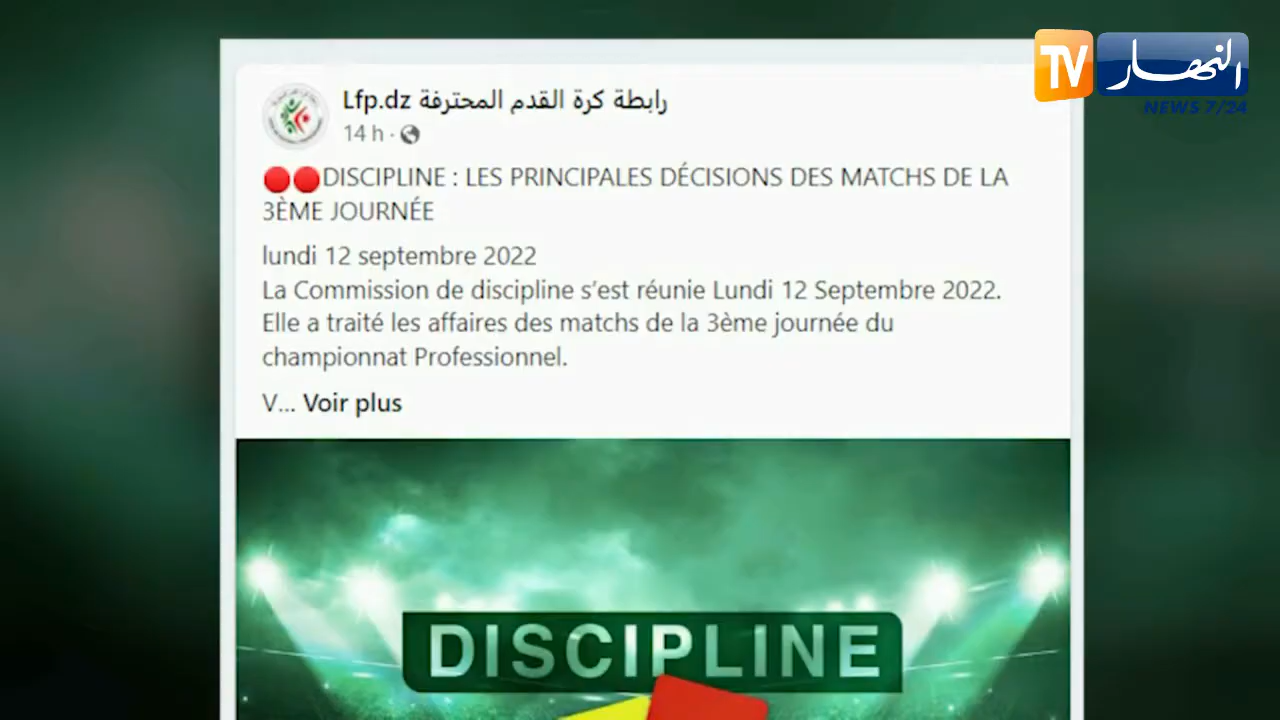 TV النهار
NEWS 7/24
Lfp.dz رابطة كرة القدم المحترفة
14 h ·
🔴🔴DISCIPLINE : LES PRINCIPALES DÉCISIONS DES MATCHS DE LA
3ÈME JOURNÉE
lundi 12 septembre 2022
La Commission de discipline s’est réunie Lundi 12 Septembre 2022.
Elle a traité les affaires des matchs de la 3ème journée du
championnat Professionnel.
V... Voir plus
DISCIPLINE